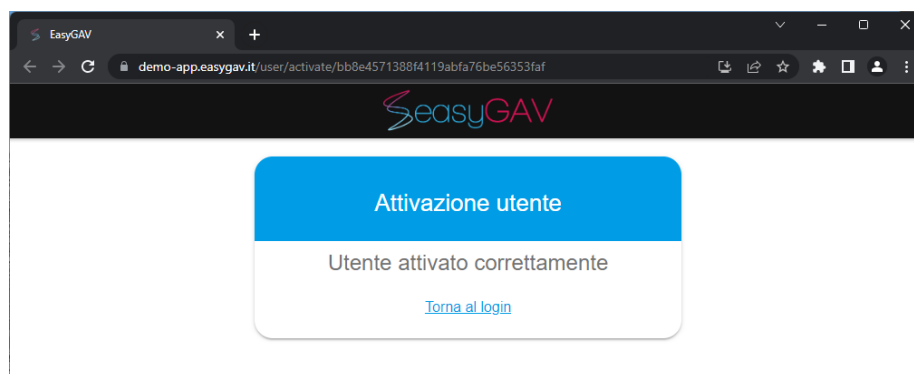 EasyGAV
demo-app.easygav.it/user/activate/bb8e4571388f4119abfa76be56353faf
easyGAV
Attivazione utente
Utente attivato correttamente
Torna al login